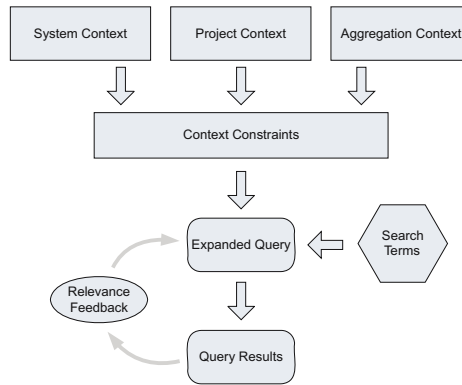 System Context
Project Context
Aggregation Context
Context Constraints
Expanded Query
Search
Terms
Relevance
Feedback
Query Results